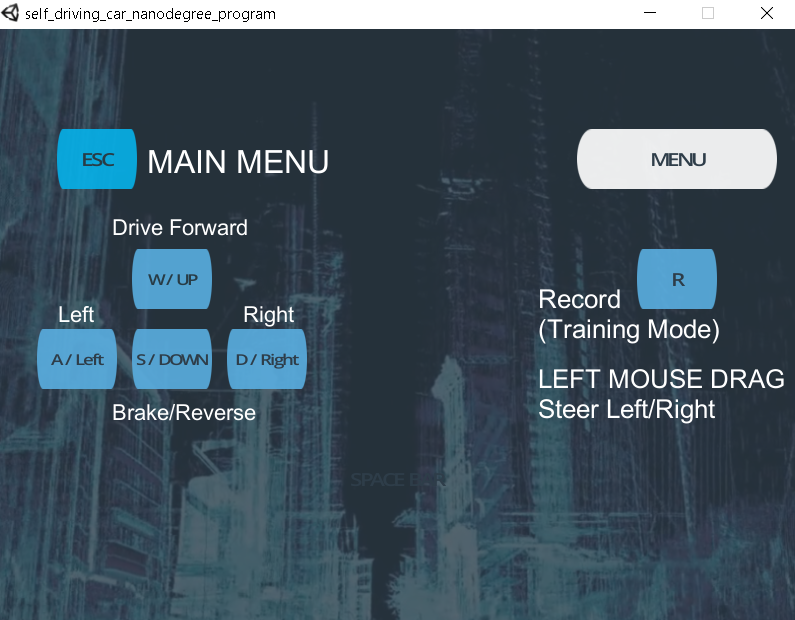 self_driving_car_nanodegree_program
ESC MAIN MENU
MENU
Drive Forward
W / UP
R
Left
Right
Record
(Training Mode)
A / Left
S / DOWN
D / Right
LEFT MOUSE DRAG
Steer Left/Right
Brake/Reverse
SPACE